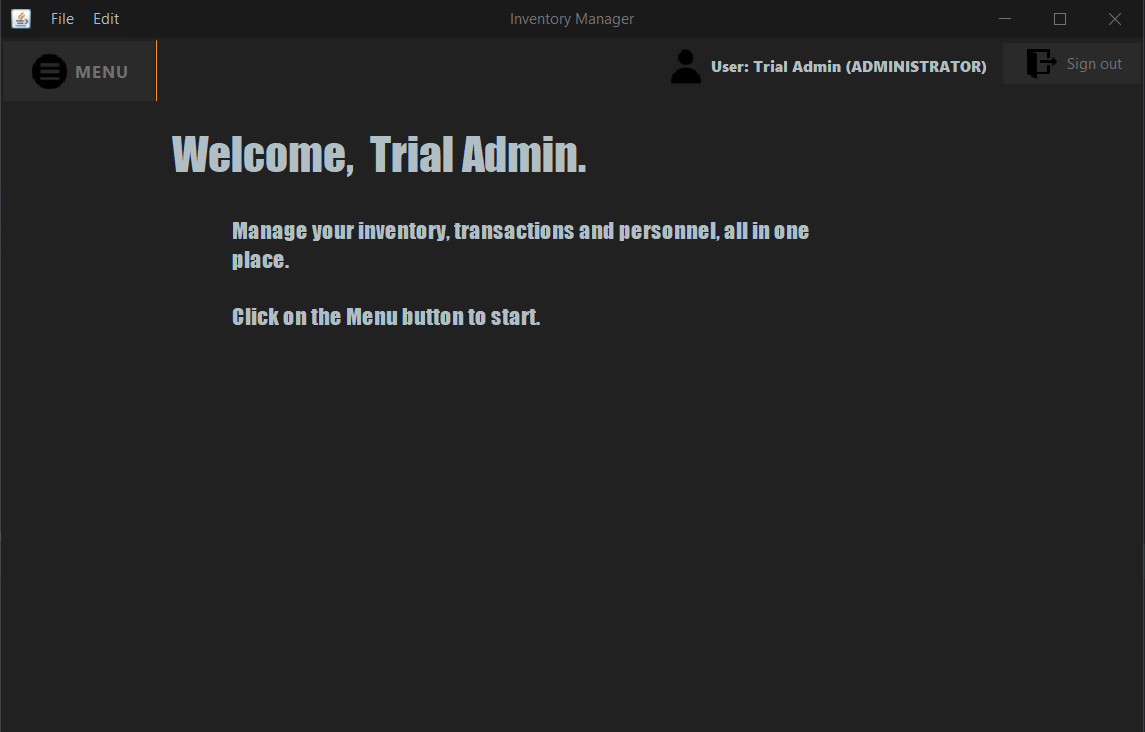 File Edit Inventory Manager
MENU
User: Trial Admin (ADMINISTRATOR)
Sign out
Welcome, Trial Admin.
Manage your inventory, transactions and personnel, all in one
place.
Click on the Menu button to start.